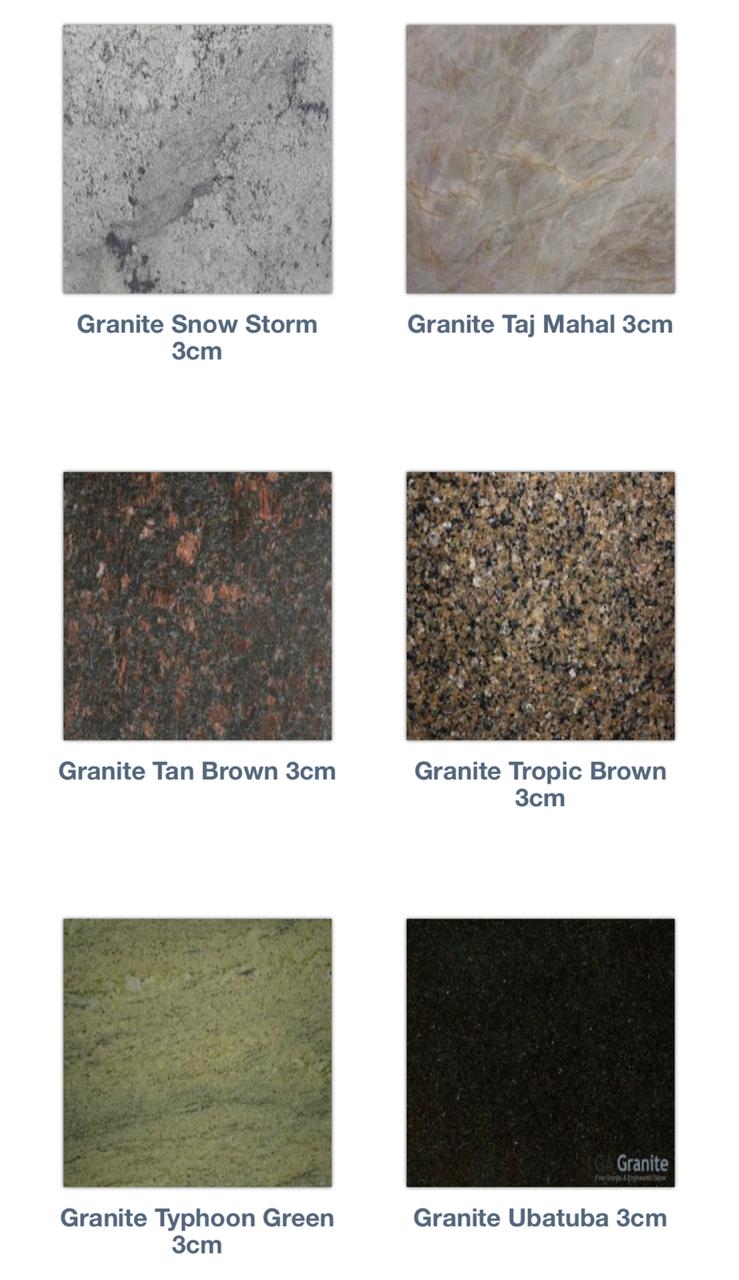 Granite Snow Storm
3cm
Granite Taj Mahal 3cm
Granite Tan Brown 3cm
Granite Tropic Brown
3cm
GA Granite
Granite Typhoon Green
3cm
Granite Ubatuba 3cm